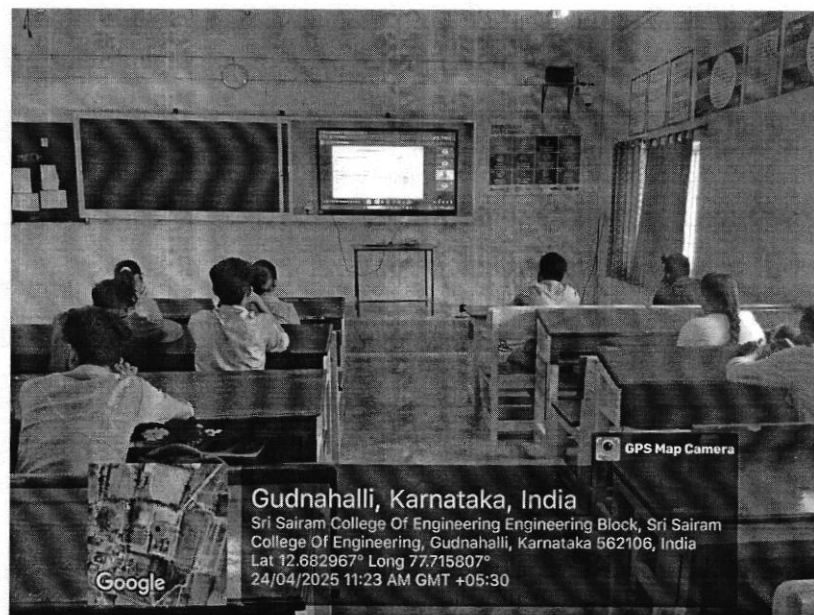 GPS Map Camera
Gudnahalli, Karnataka, India
Sri Sairam College Of Engineering Engineering Block, Sri Sairam
College Of Engineering, Gudnahalli, Karnataka 562106, India
Lat 12.682967° Long 77.715807°
24/04/2025 11:23 AM GMT +05:30
Google